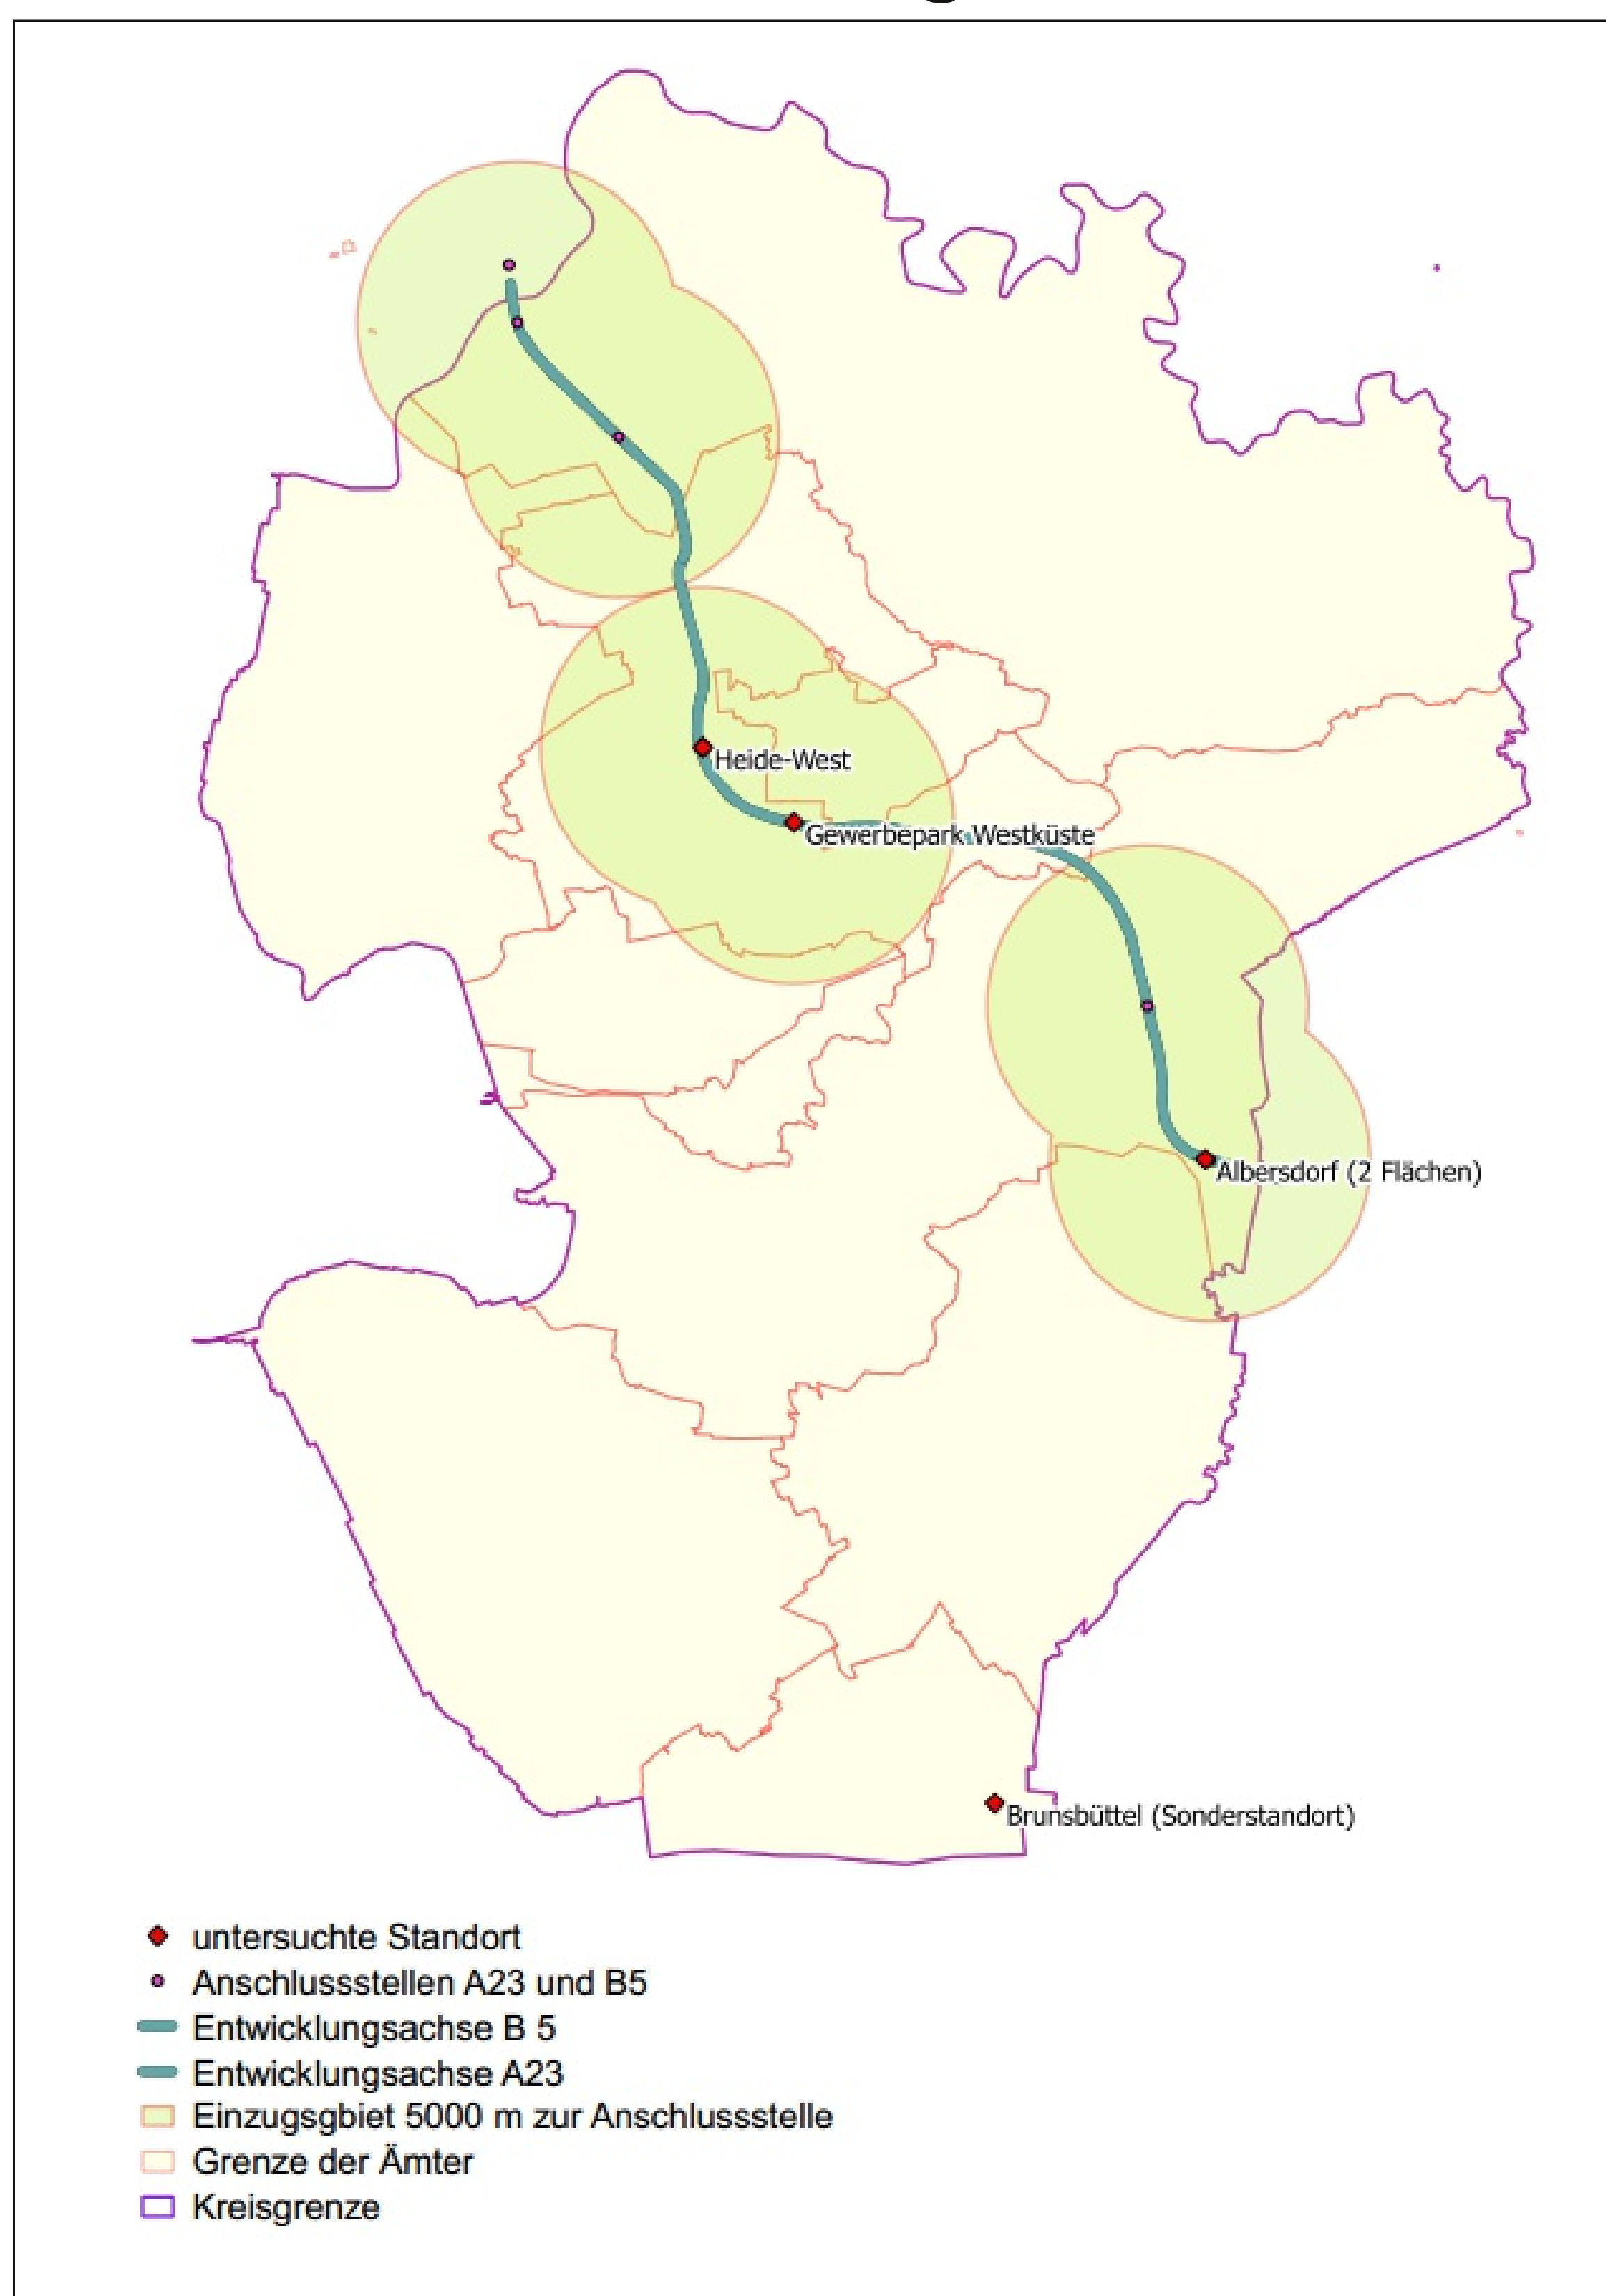 Heide-West
Gewerbepark Westküste
Albersdorf (2 Flächen)
Brunsbüttel (Sonderstandort)
untersuchte Standort
Anschlussstellen A23 und B5
Entwicklungsachse B 5
Entwicklungsachse A23
Einzugsgbiet 5000 m zur Anschlussstelle
Grenze der Ämter
Kreisgrenze